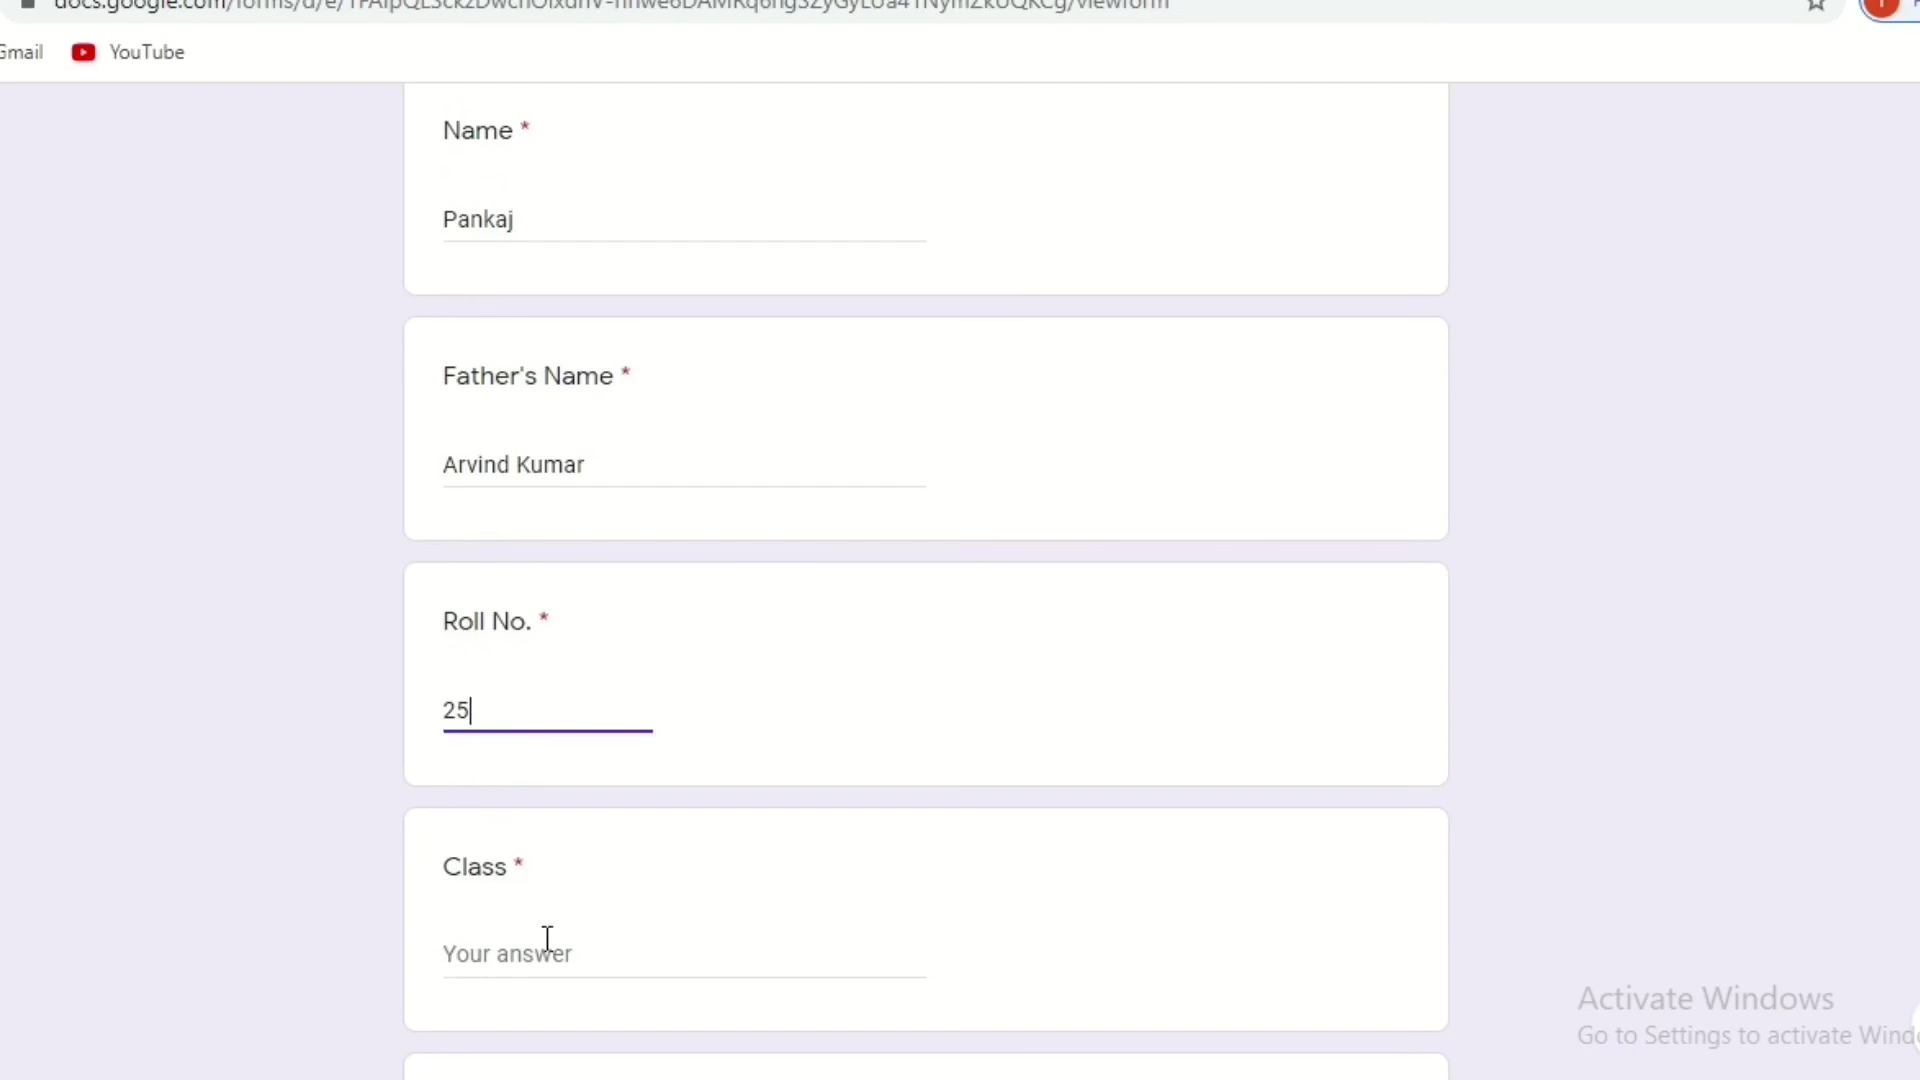 Gmail
YouTube
Name *
Pankaj
Father's Name *
Arvind Kumar
Roll No. *
25
Class *
Your answer
Activate Windows
Go to Settings to activate